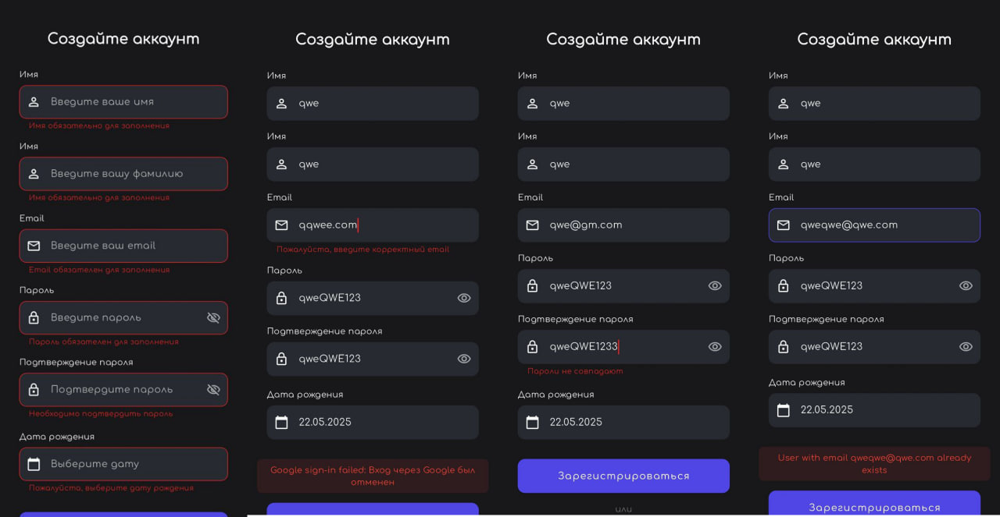 Создайте аккаунт
Имя
Введите ваше имя
Имя обязательно для заполнения
Имя
Введите вашу фамилию
Имя обязательно для заполнения
Email
Введите ваш email
Email обязателен для заполнения
Пароль
Введите пароль
Пароль обязателен для заполнения
Подтверждение пароля
Подтвердите пароль
Необходимо подтвердить пароль
Дата рождения
Выберите дату
Пожалуйста, выберите дату рождения
Создайте аккаунт
Имя
qwe
Имя
qwe
Email
qqwee.com
Пожалуйста, введите корректный email
Пароль
qweQWE123
Подтверждение пароля
qweQWE123
Дата рождения
22.05.2025
Google sign-in failed: Вход через Google был
отменен
Создайте аккаунт
Имя
qwe
Имя
qwe
Email
qwe@gm.com
Пароль
qweQWE123
Подтверждение пароля
qweQWE1233
Пароли не совпадают
Дата рождения
22.05.2025
Зарегистрироваться
или
Создайте аккаунт
Имя
qwe
Имя
qwe
Email
qweqwe@qwe.com
Пароль
qweQWE123
Подтверждение пароля
qweQWE123
Дата рождения
22.05.2025
User with email qweqwe@qwe.com already
exists
Зарегистрироваться